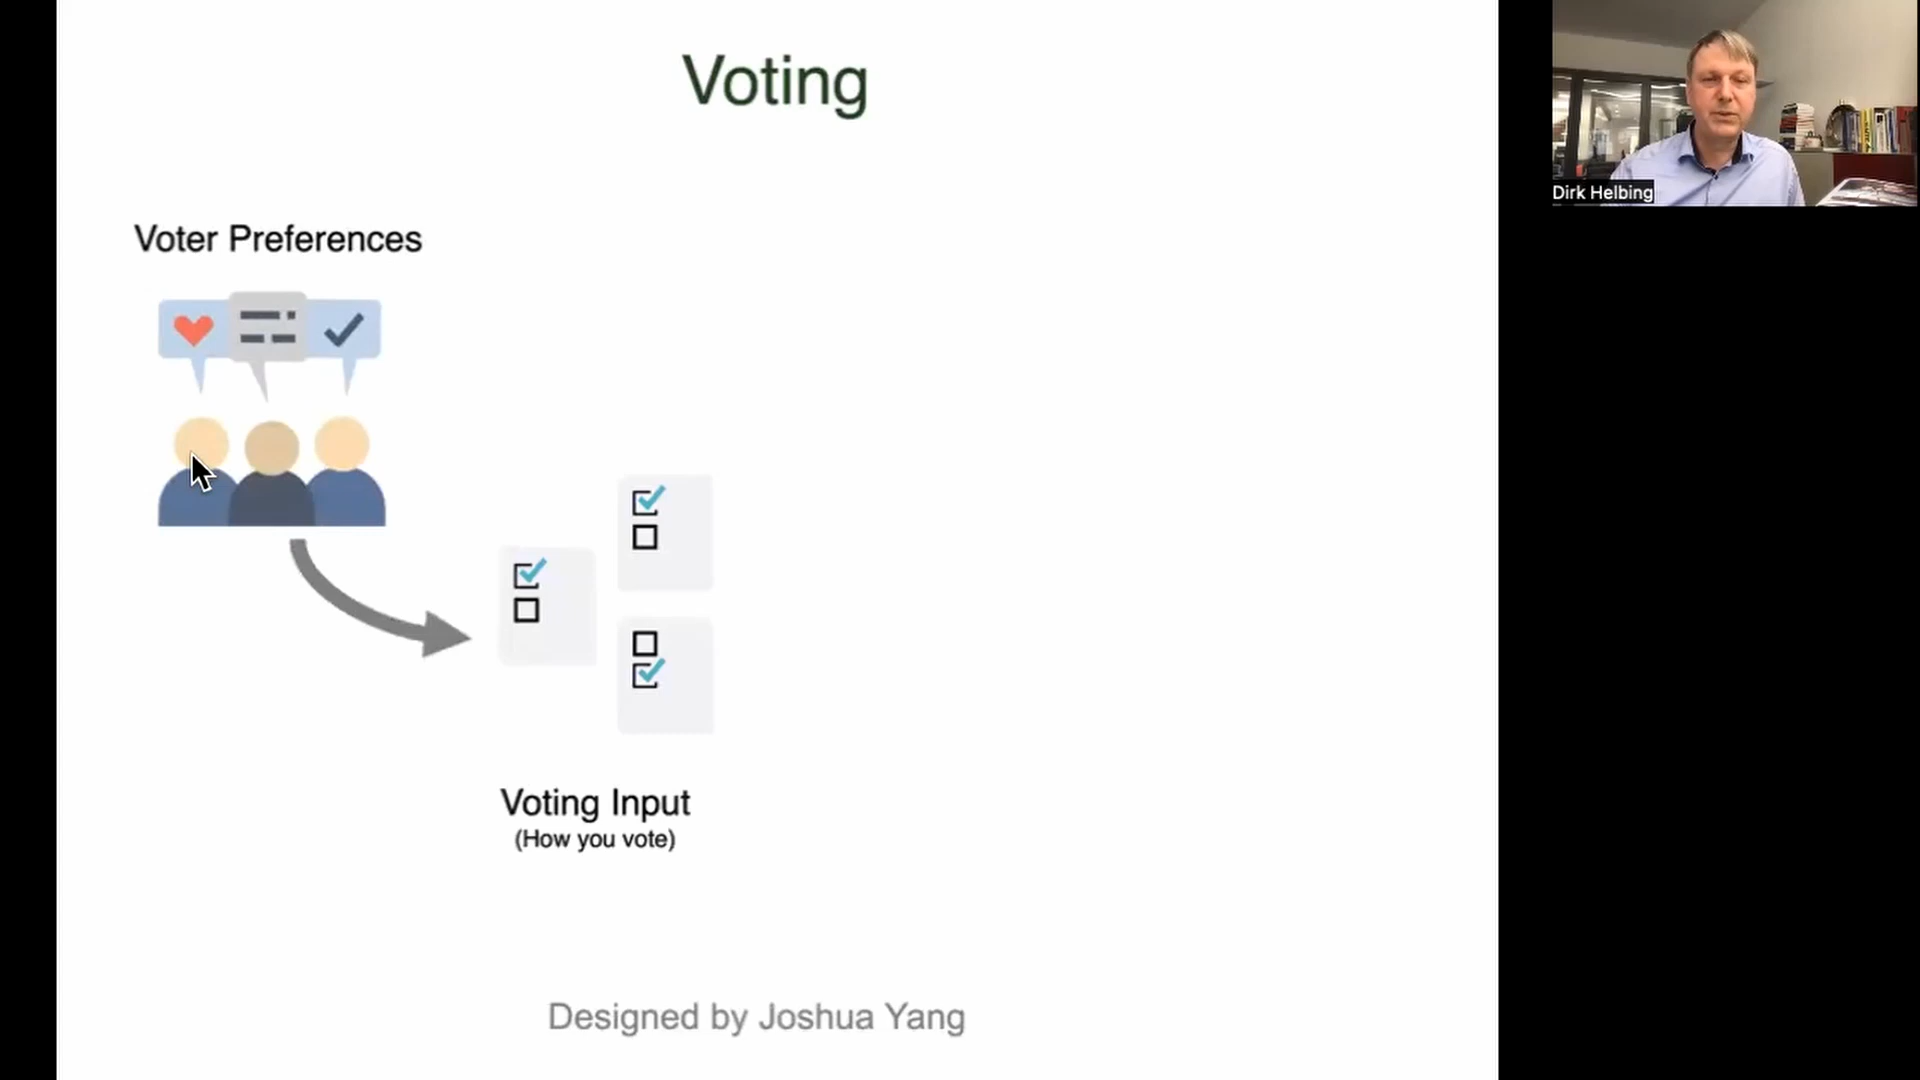 Voting
Dirk Helbing
Voter Preferences
Voting Input
(How you vote)
Designed by Joshua Yang